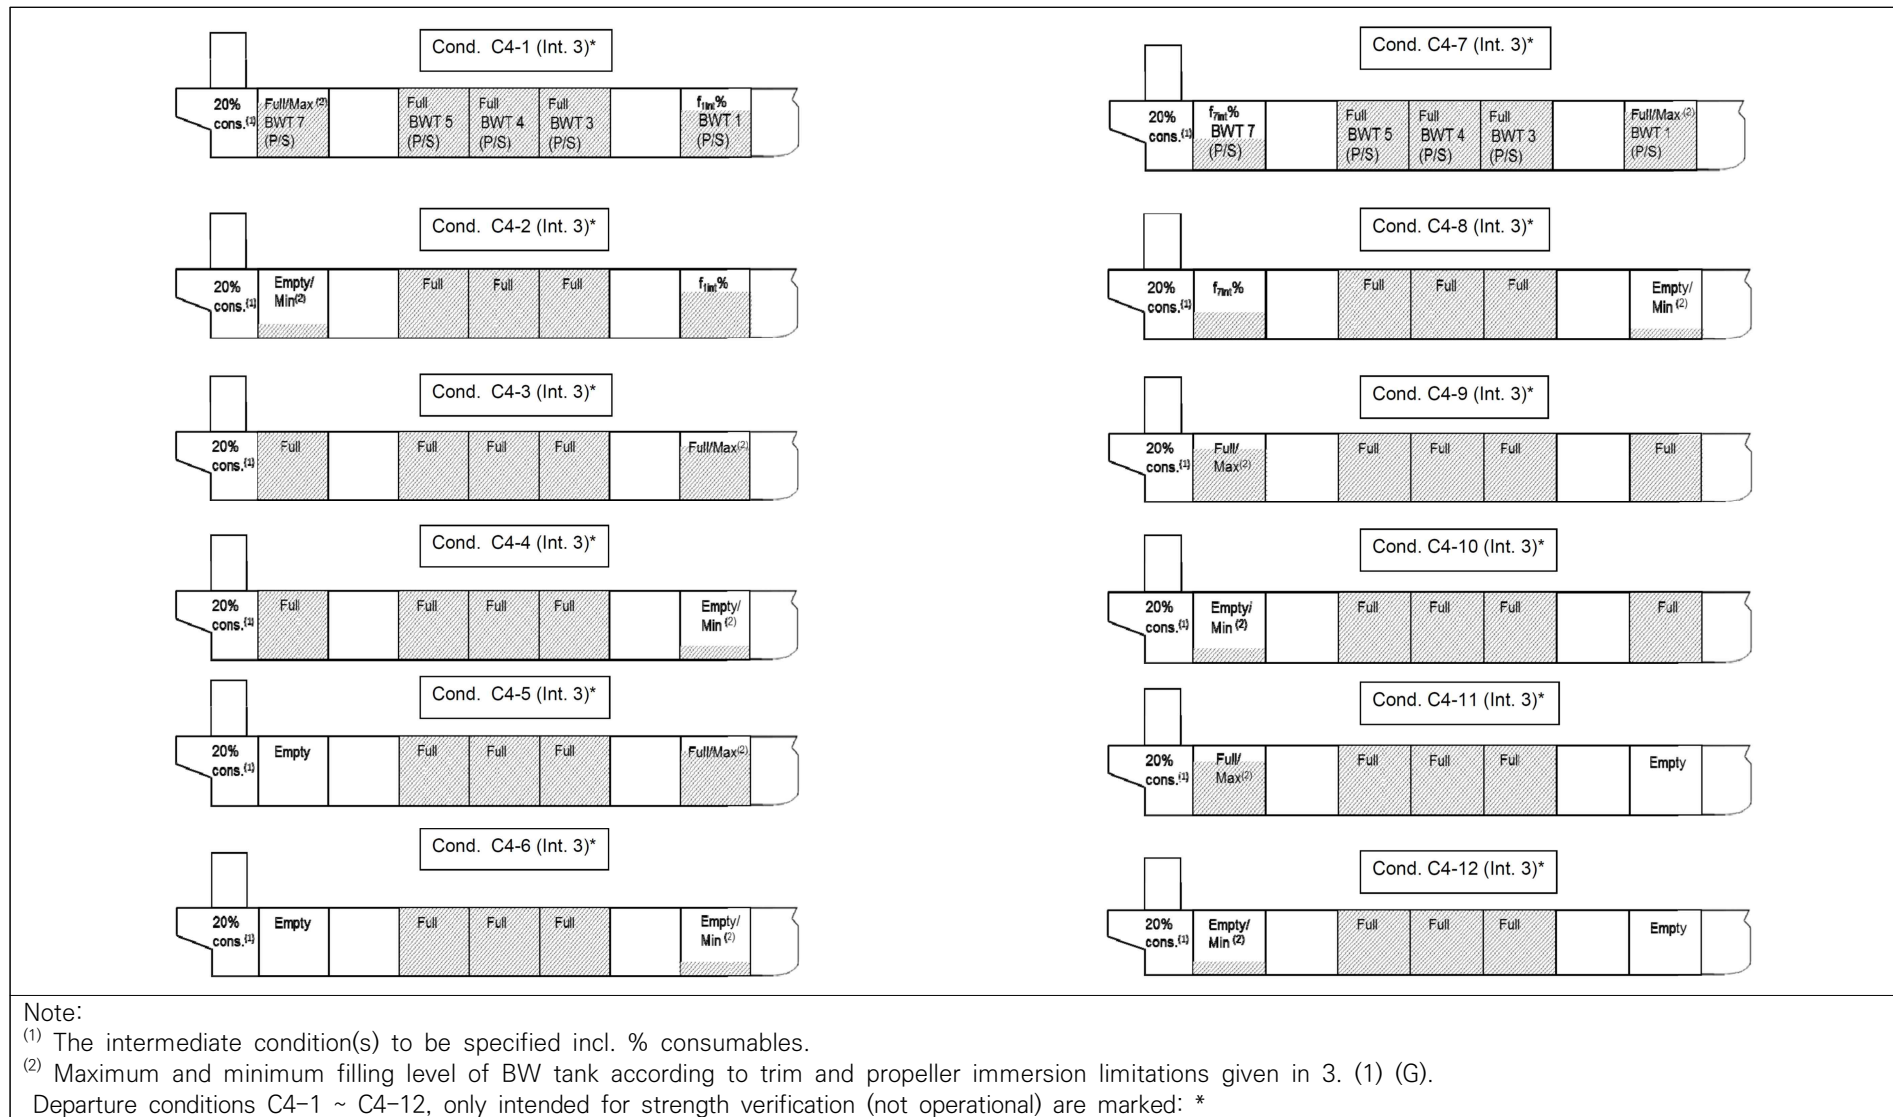 Cond. C4-1 (Int. 3)*
20% cons.(1)
Full/Max (2) BWT 7 (P/S)
Full BWT 5 (P/S)
Full BWT 4 (P/S)
Full BWT 3 (P/S)
f1int% BWT 1 (P/S)
Cond. C4-7 (Int. 3)*
20% cons.(1)
f7int% BWT 7 (P/S)
Full BWT 5 (P/S)
Full BWT 4 (P/S)
Full BWT 3 (P/S)
Full/Max (2) BWT 1 (P/S)
Cond. C4-2 (Int. 3)*
20% cons.(1)
Empty/ Min(2)
Full
Full
Full
f1int%
Cond. C4-8 (Int. 3)*
20% cons.(1)
f7int%
Full
Full
Full
Empty/ Min (2)
Cond. C4-3 (Int. 3)*
20% cons.(1)
Full
Full
Full
Full
Full/Max(2)
Cond. C4-9 (Int. 3)*
20% cons.(1)
Full/ Max(2)
Full
Full
Full
Full
Cond. C4-4 (Int. 3)*
20% cons.(1)
Full
Full
Full
Full
Empty/ Min (2)
Cond. C4-10 (Int. 3)*
20% cons.(1)
Empty/ Min (2)
Full
Full
Full
Full
Cond. C4-5 (Int. 3)*
20% cons.(1)
Empty
Full
Full
Full
Full/Max(2)
Cond. C4-11 (Int. 3)*
20% cons.(1)
Full/ Max(2)
Full
Full
Full
Empty
Cond. C4-6 (Int. 3)*
20% cons.(1)
Empty
Full
Full
Full
Empty/ Min (2)
Cond. C4-12 (Int. 3)*
20% cons.(1)
Empty/ Min (2)
Full
Full
Full
Empty
Note:
(1) The intermediate condition(s) to be specified incl. % consumables.
(2) Maximum and minimum filling level of BW tank according to trim and propeller immersion limitations given in 3. (1) (G).
Departure conditions C4-1 ~ C4-12, only intended for strength verification (not operational) are marked: *